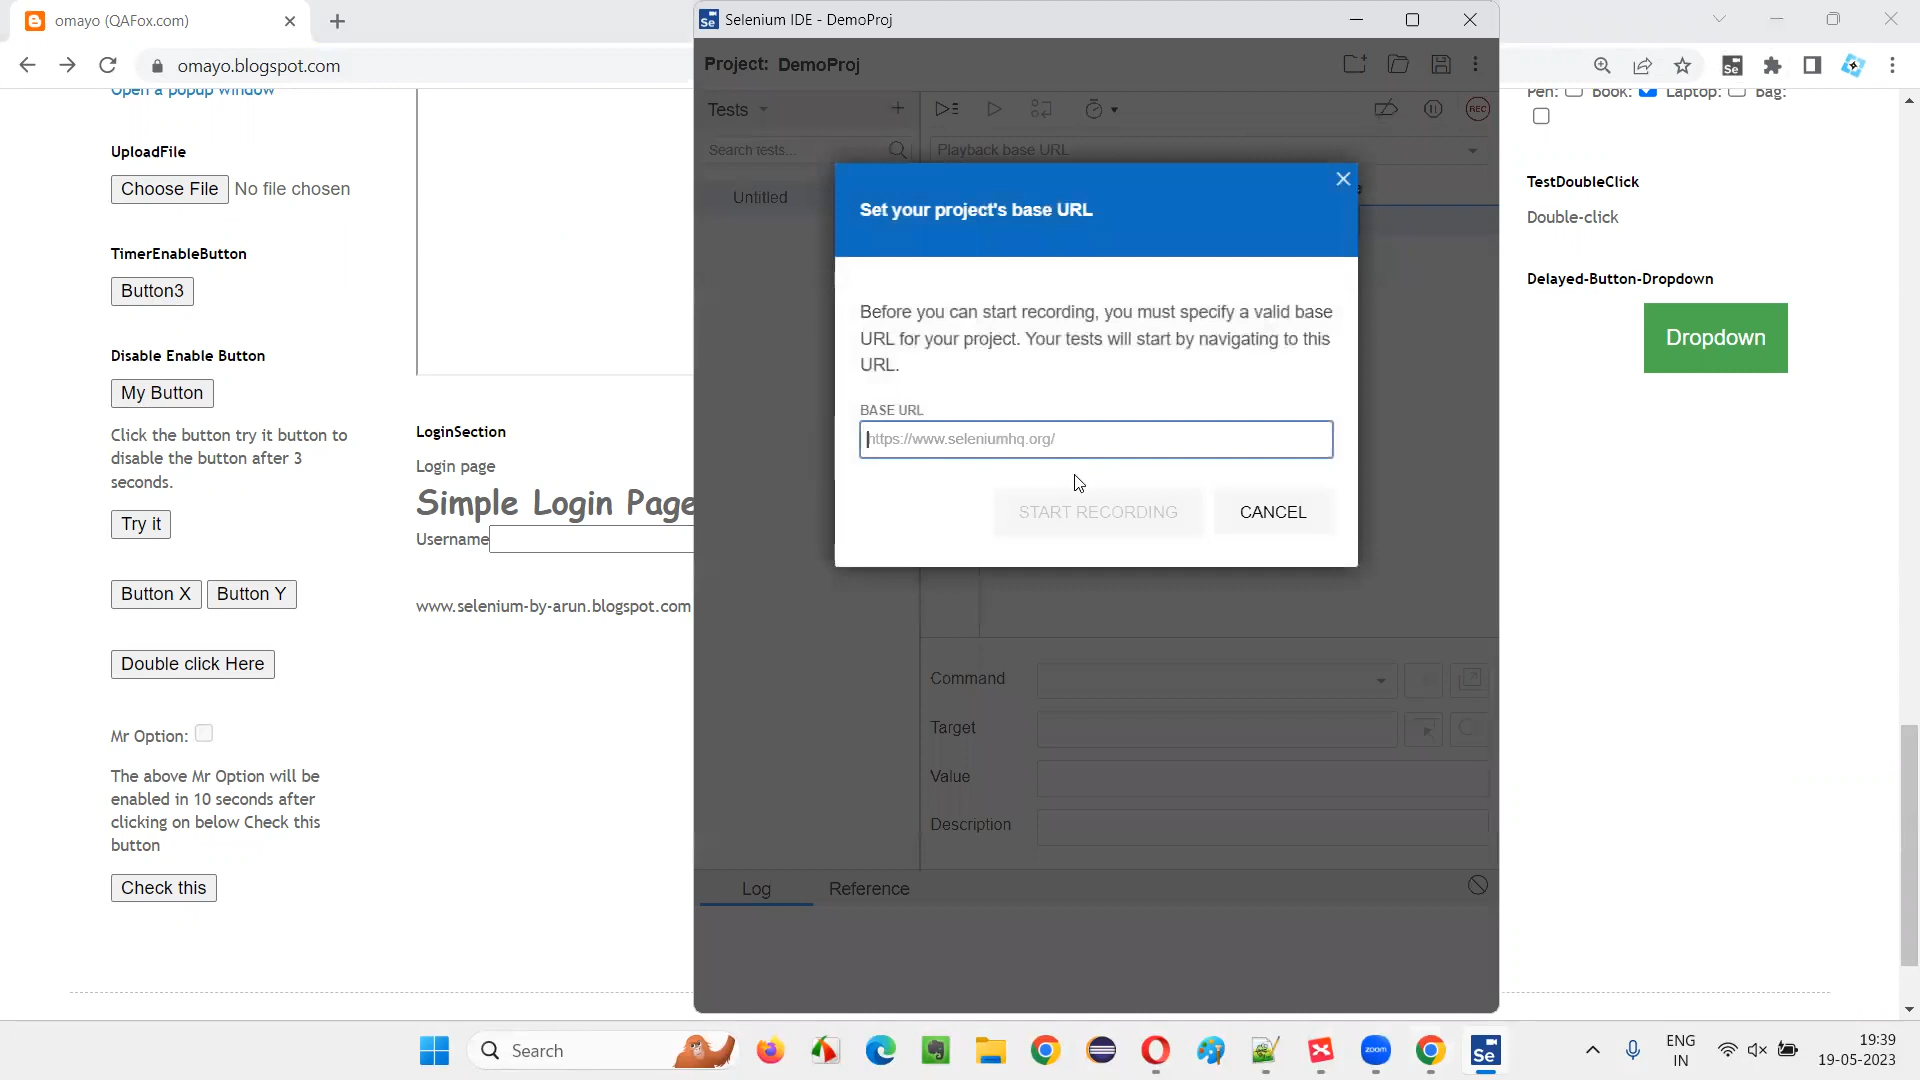 omayo (QAFox.com)
Selenium IDE - DemoProj
omayo.blogspot.com
Project: DemoProj
Open a popup window
Pen: Book: Laptop: Bag:
Tests
REC
Search tests...
Playback base URL
UploadFile
Choose File No file chosen
Untitled
TestDoubleClick
Double-click
Set your project's base URL
TimerEnableButton
Button3
Delayed-Button-Dropdown
Dropdown
Before you can start recording, you must specify a valid base
URL for your project. Your tests will start by navigating to this
URL.
Disable Enable Button
My Button
BASE URL
https://www.seleniumhq.org/
Click the button try it button to
disable the button after 3
seconds.
LoginSection
Login page
Simple Login Page
Username
START RECORDING
CANCEL
Try it
Button X
Button Y
www.selenium-by-arun.blogspot.com
Double click Here
Command
Target
Value
Description
Mr Option:
The above Mr Option will be
enabled in 10 seconds after
clicking on below Check this
button
Check this
Log
Reference
Search
zoom
Se
ENG
IN
19:39
19-05-2023